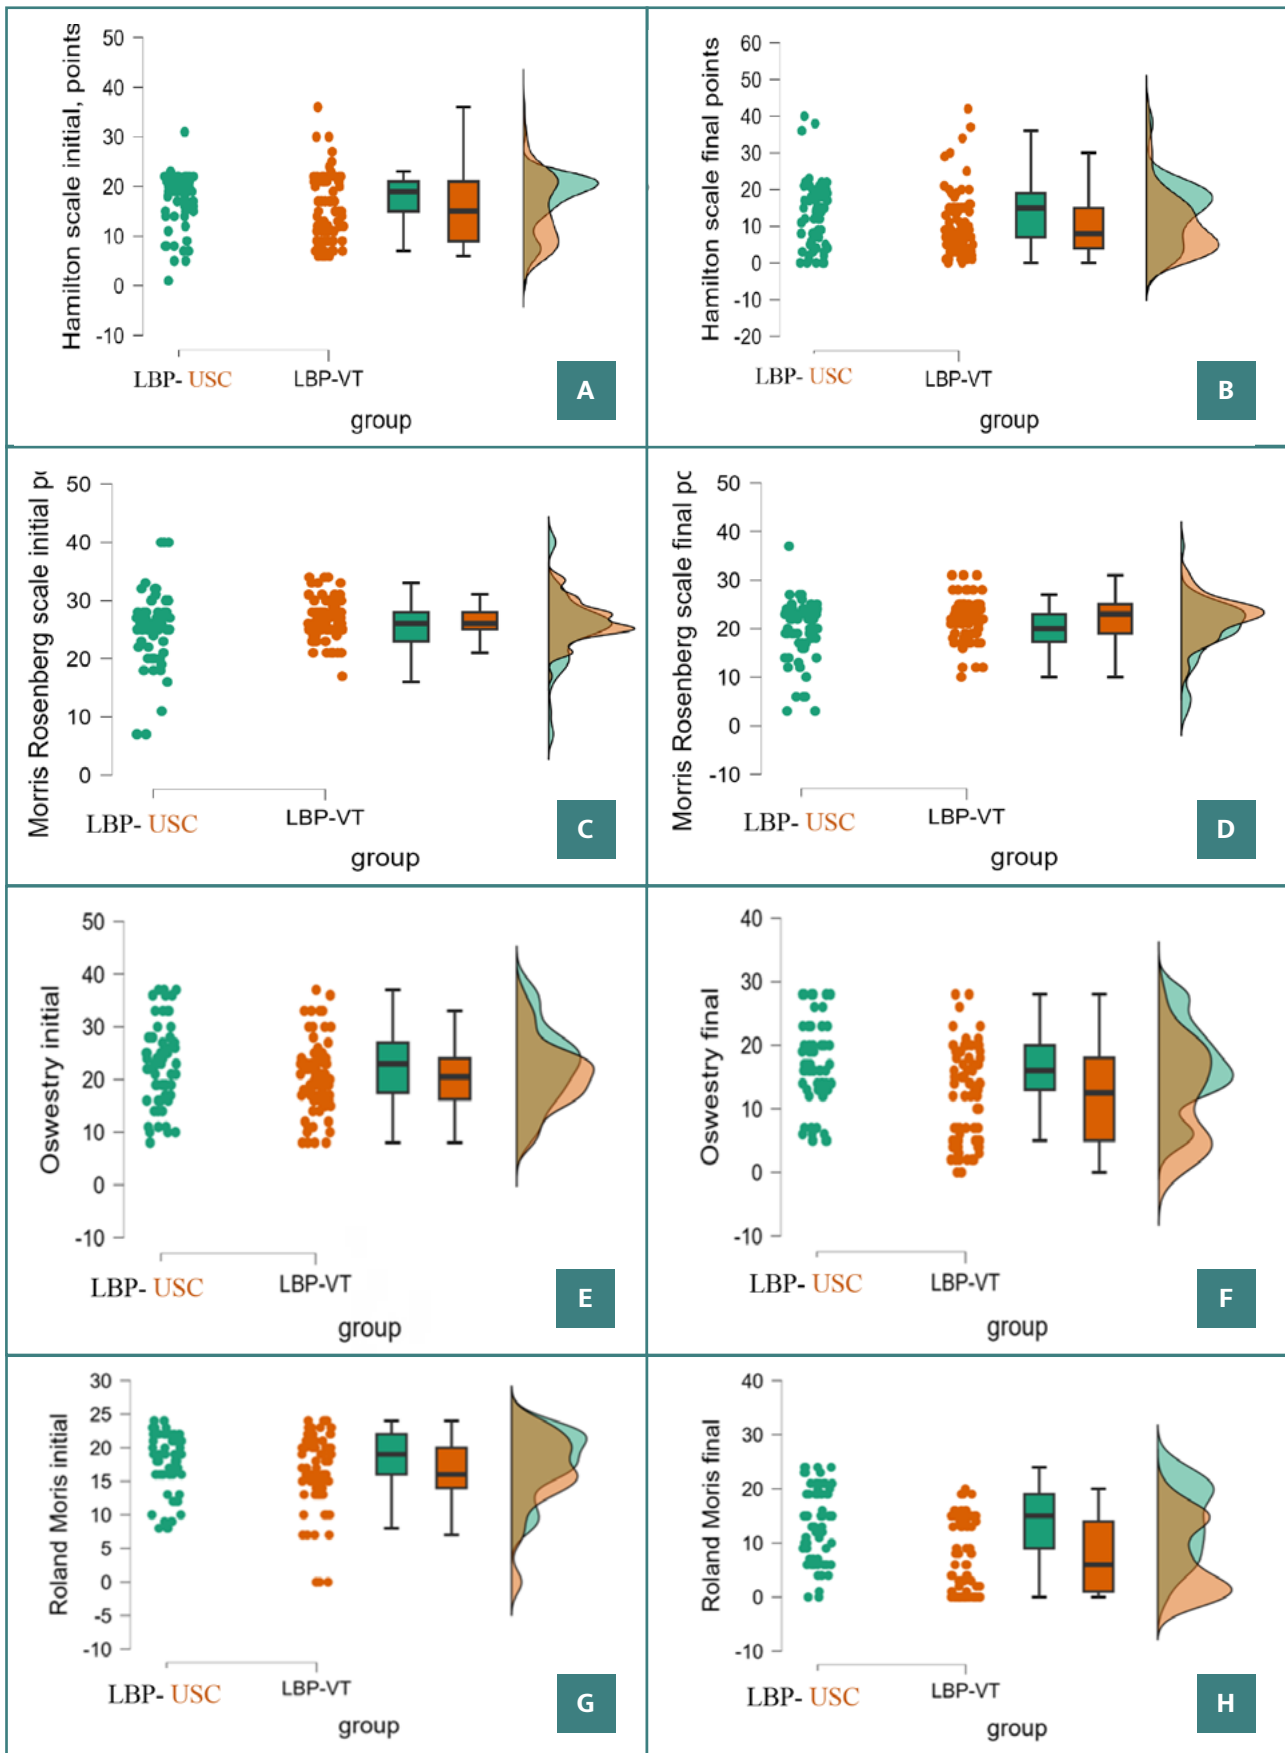 Hamilton scale initial, points
50
40
30
20
10
0
-10
LBP- USC
LBP-VT
group
A
Hamilton scale final points
60
50
40
30
20
10
0
-10
-20
LBP- USC
LBP-VT
group
B
Morris Rosenberg scale initial
50
40
30
20
10
0
LBP- USC
LBP-VT
group
C
Morris Rosenberg scale final
50
40
30
20
10
0
-10
LBP- USC
LBP-VT
group
D
Oswestry initial
50
40
30
20
10
0
-10
LBP- USC
LBP-VT
group
E
Oswestry final
40
30
20
10
0
-10
LBP- USC
LBP-VT
group
F
Roland Moris initial
30
25
20
15
10
5
0
-5
-10
LBP- USC
LBP-VT
group
G
Roland Moris final
40
30
20
10
0
-10
LBP- USC
LBP-VT
group
H